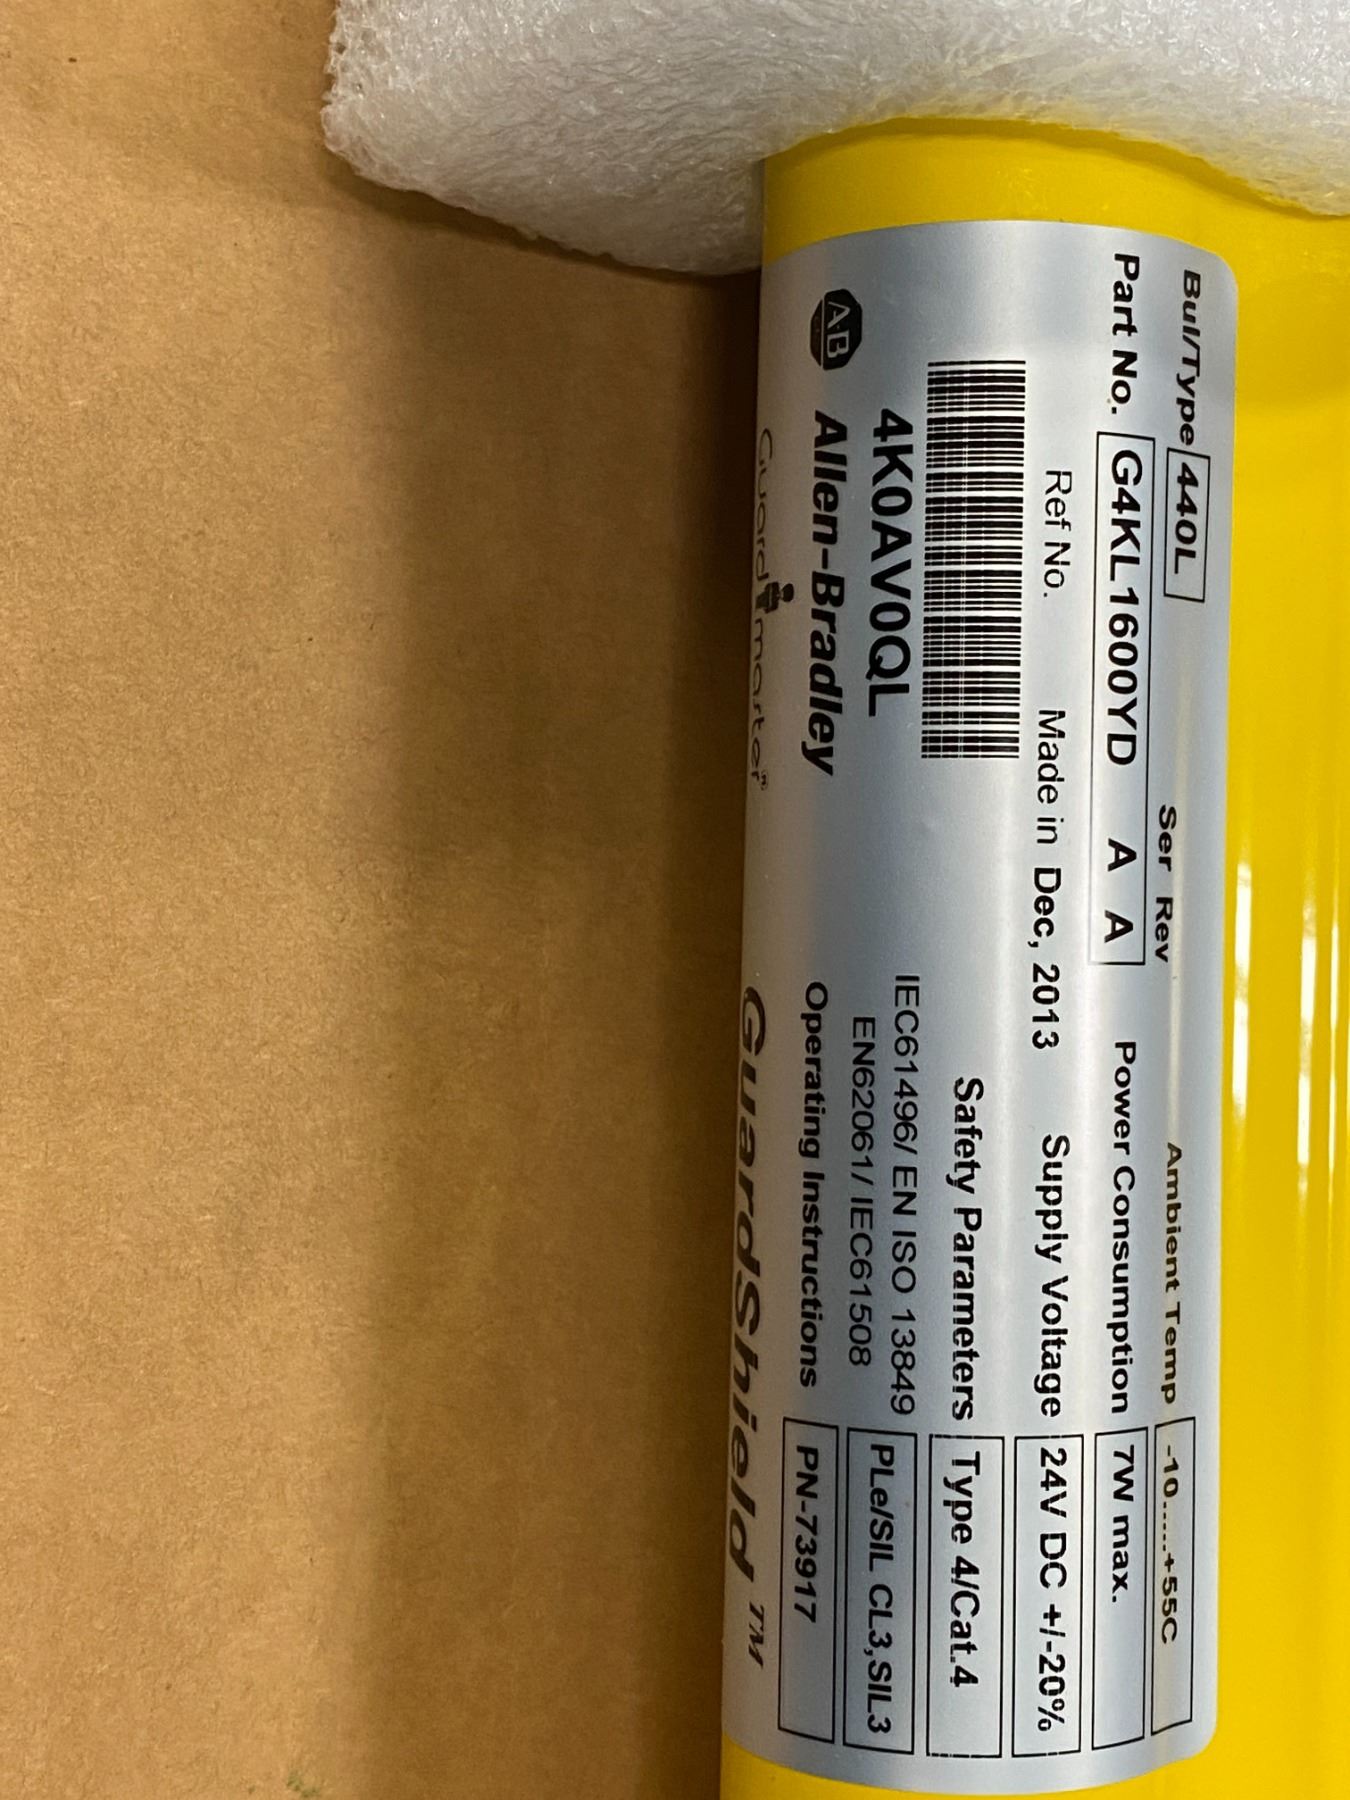 Bul/Type 440L
Ser Rev
Part No. G4KL1600YD A A
Ref No. Made in Dec, 2013
4K0AV0QL
AB Allen-Bradley
Guardmaster®
Ambient Temp -10.....+55C
Power Consumption 7W max.
Supply Voltage 24V DC +/-20%
Safety Parameters Type 4/Cat.4
IEC61496/ EN ISO 13849
EN62061/ IEC61508
PLe/SIL CL3,SIL3
Operating Instructions PN-73917
GuardShield™